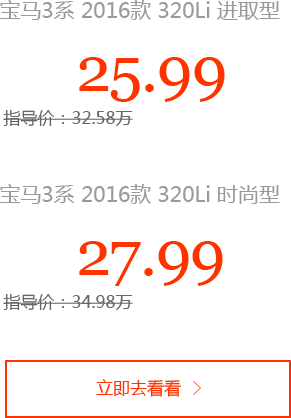 宝马3系 2016款 320Li 进取型
25.99
指导价：32.58万
宝马3系 2016款 320Li 时尚型
27.99
指导价：34.98万
立即去看看 >